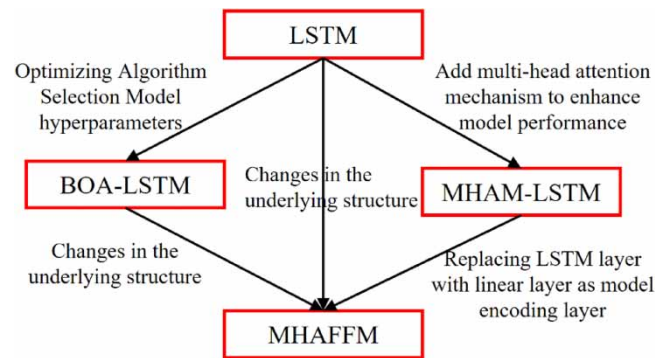 LSTM
Optimizing Algorithm
Selection Model
hyperparameters
Add multi-head attention
mechanism to enhance
model performance
BOA-LSTM
Changes in the
underlying structure
MHAM-LSTM
Changes in the
underlying structure
Replacing LSTM layer
with linear layer as model
encoding layer
MHAFFM